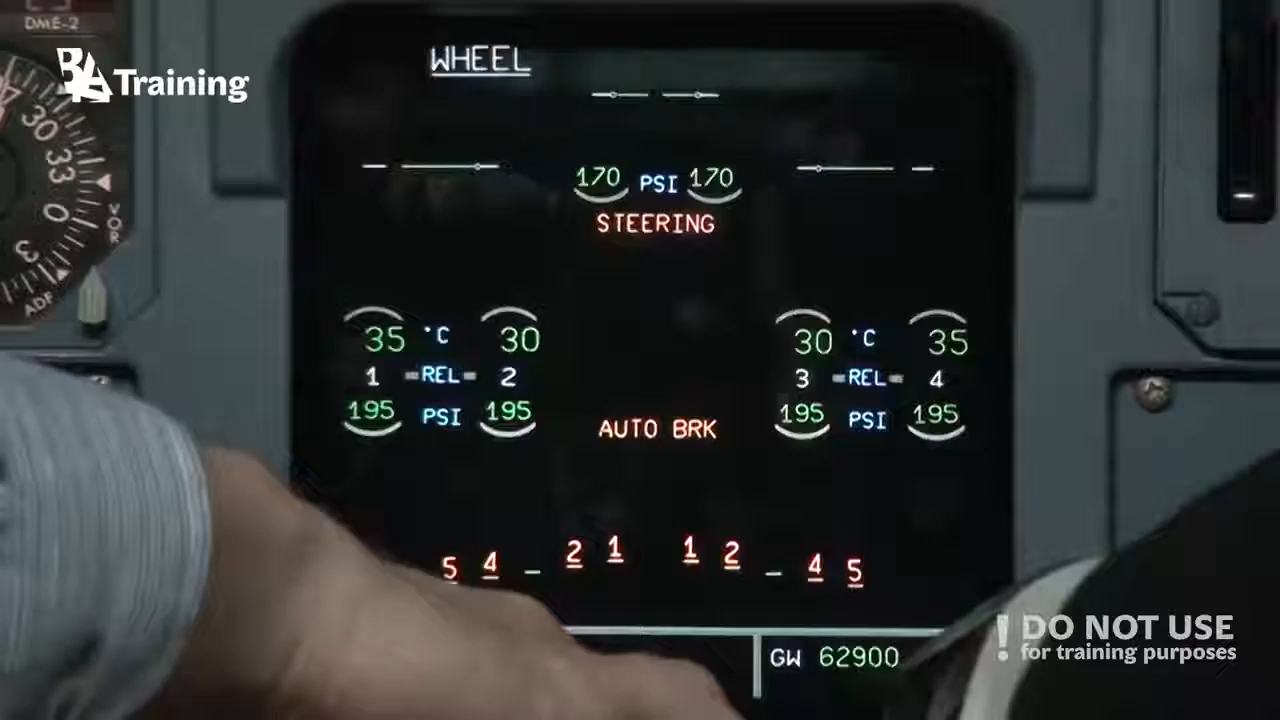 DME-2
BAA Training
WHEEL
170 PSI 170
STEERING
30
33
0
3
VOR
ADF
35 °C 30
30 °C 35
1 REL 2
3 REL 4
195 PSI 195
195 PSI 195
AUTO BRK
5 4 _ 2 1 1 2 _ 4 5
GW 62900
! DO NOT USE
for training purposes